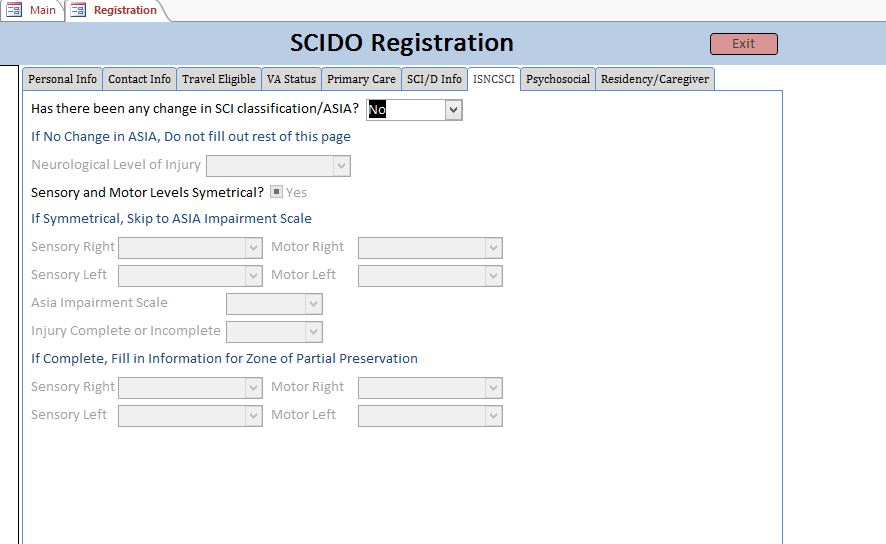 Main Registration
SCIDO Registration Exit
Personal Info Contact Info Travel Eligible VA Status Primary Care SCI/D Info ISNCSCI Psychosocial Residency/Caregiver
Has there been any change in SCI classification/ASIA? No
If No Change in ASIA, Do not fill out rest of this page
Neurological Level of Injury
Sensory and Motor Levels Symetrical? Yes
If Symmetrical, Skip to ASIA Impairment Scale
Sensory Right Motor Right
Sensory Left Motor Left
Asia Impairment Scale
Injury Complete or Incomplete
If Complete, Fill in Information for Zone of Partial Preservation
Sensory Right Motor Right
Sensory Left Motor Left